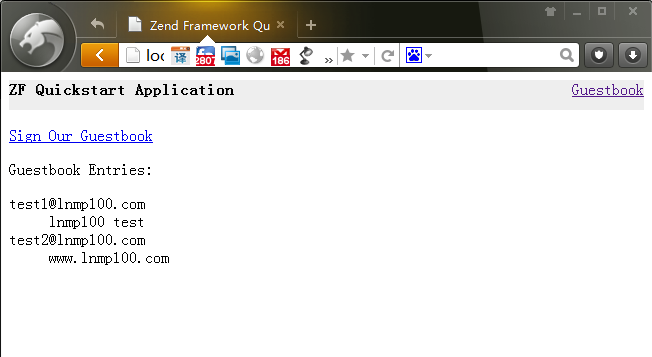 Zend Framework Qu
loc
译
2807
186
»
ZF Quickstart Application
Guestbook
Sign Our Guestbook
Guestbook Entries:
test1@lnmp100.com
lnmp100 test
test2@lnmp100.com
www.lnmp100.com